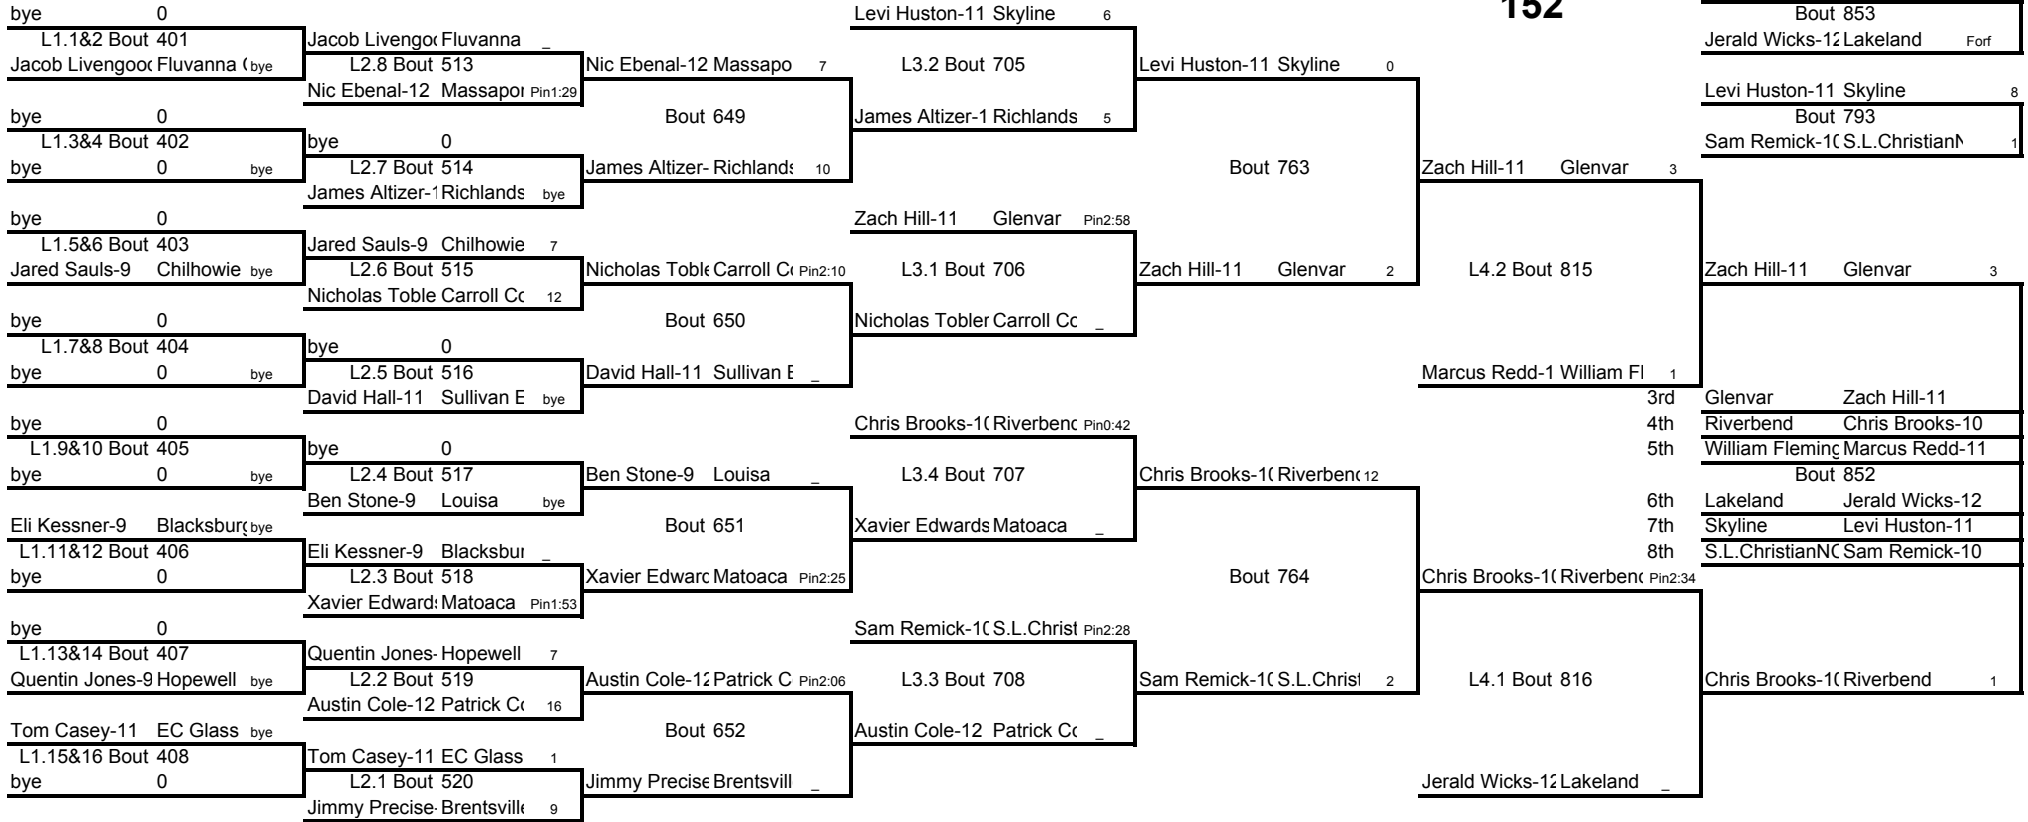 152
bye 0
L1.1&2 Bout 401
Jacob Livengooc Fluvanna ( bye
bye 0
L1.3&4 Bout 402
bye 0 bye
bye 0
L1.5&6 Bout 403
Jared Sauls-9 Chilhowie bye
bye 0
L1.7&8 Bout 404
bye 0 bye
bye 0
L1.9&10 Bout 405
bye 0 bye
Eli Kessner-9 Blacksburg bye
L1.11&12 Bout 406
bye 0
bye 0
L1.13&14 Bout 407
Quentin Jones-9 Hopewell bye
Tom Casey-11 EC Glass bye
L1.15&16 Bout 408
bye 0
Jacob Livengoo Fluvanna _
L2.8 Bout 513
Nic Ebenal-12 Massapor Pin1:29
bye 0
L2.7 Bout 514
James Altizer-1 Richlands bye
Jared Sauls-9 Chilhowie 7
L2.6 Bout 515
Nicholas Toble Carroll Co 12
bye 0
L2.5 Bout 516
David Hall-11 Sullivan E bye
bye 0
L2.4 Bout 517
Ben Stone-9 Louisa bye
Eli Kessner-9 Blacksbur _
L2.3 Bout 518
Xavier Edwards Matoaca Pin1:53
Quentin Jones- Hopewell 7
L2.2 Bout 519
Austin Cole-12 Patrick Co 16
Tom Casey-11 EC Glass 1
L2.1 Bout 520
Jimmy Precise- Brentsville 9
Nic Ebenal-12 Massapo 7
Bout 649
James Altizer- Richlands 10
Nicholas Toble Carroll Co Pin2:10
Bout 650
David Hall-11 Sullivan E _
Ben Stone-9 Louisa _
Bout 651
Xavier Edward Matoaca Pin2:25
Austin Cole-12 Patrick C Pin2:06
Bout 652
Jimmy Precise Brentsvill _
Levi Huston-11 Skyline 6
L3.2 Bout 705
James Altizer-1 Richlands 5
Zach Hill-11 Glenvar Pin2:58
L3.1 Bout 706
Nicholas Tobler Carroll Co _
Chris Brooks-10 Riverbend Pin0:42
L3.4 Bout 707
Xavier Edwards Matoaca _
Sam Remick-10 S.L.Christ Pin2:28
L3.3 Bout 708
Austin Cole-12 Patrick Co _
Levi Huston-11 Skyline 0
Bout 763
Zach Hill-11 Glenvar 2
Chris Brooks-10 Riverbend 12
Bout 764
Sam Remick-10 S.L.Christ 2
Zach Hill-11 Glenvar 3
L4.2 Bout 815
Marcus Redd-1 William Fl 1
Chris Brooks-10 Riverbend Pin2:34
L4.1 Bout 816
Jerald Wicks-12 Lakeland _
Bout 853
Jerald Wicks-12 Lakeland Forf
Levi Huston-11 Skyline 8
Bout 793
Sam Remick-10 S.L.ChristianN 1
Zach Hill-11 Glenvar 3
3rd Glenvar Zach Hill-11
4th Riverbend Chris Brooks-10
5th William Fleming Marcus Redd-11
Bout 852
6th Lakeland Jerald Wicks-12
7th Skyline Levi Huston-11
8th S.L.ChristianNC Sam Remick-10
Chris Brooks-10 Riverbend 1